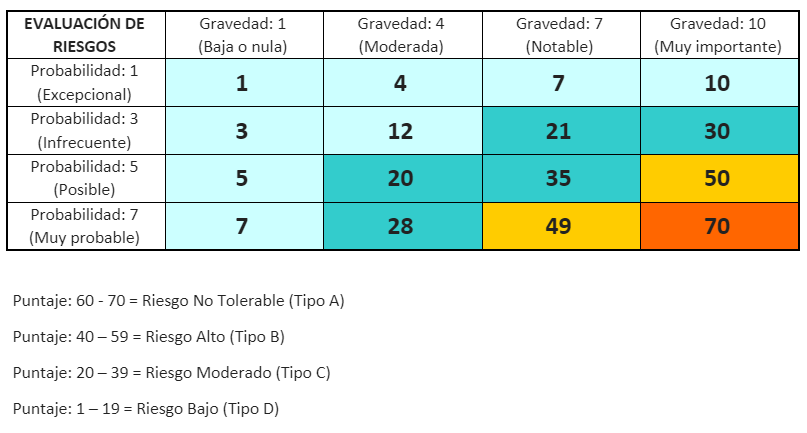 EVALUACIÓN DE RIESGOS
Gravedad: 1 (Baja o nula)
Gravedad: 4 (Moderada)
Gravedad: 7 (Notable)
Gravedad: 10 (Muy importante)
Probabilidad: 1 (Excepcional)
1
4
7
10
Probabilidad: 3 (Infrecuente)
3
12
21
30
Probabilidad: 5 (Posible)
5
20
35
50
Probabilidad: 7 (Muy probable)
7
28
49
70
Puntaje: 60 - 70 = Riesgo No Tolerable (Tipo A)
Puntaje: 40 – 59 = Riesgo Alto (Tipo B)
Puntaje: 20 – 39 = Riesgo Moderado (Tipo C)
Puntaje: 1 – 19 = Riesgo Bajo (Tipo D)